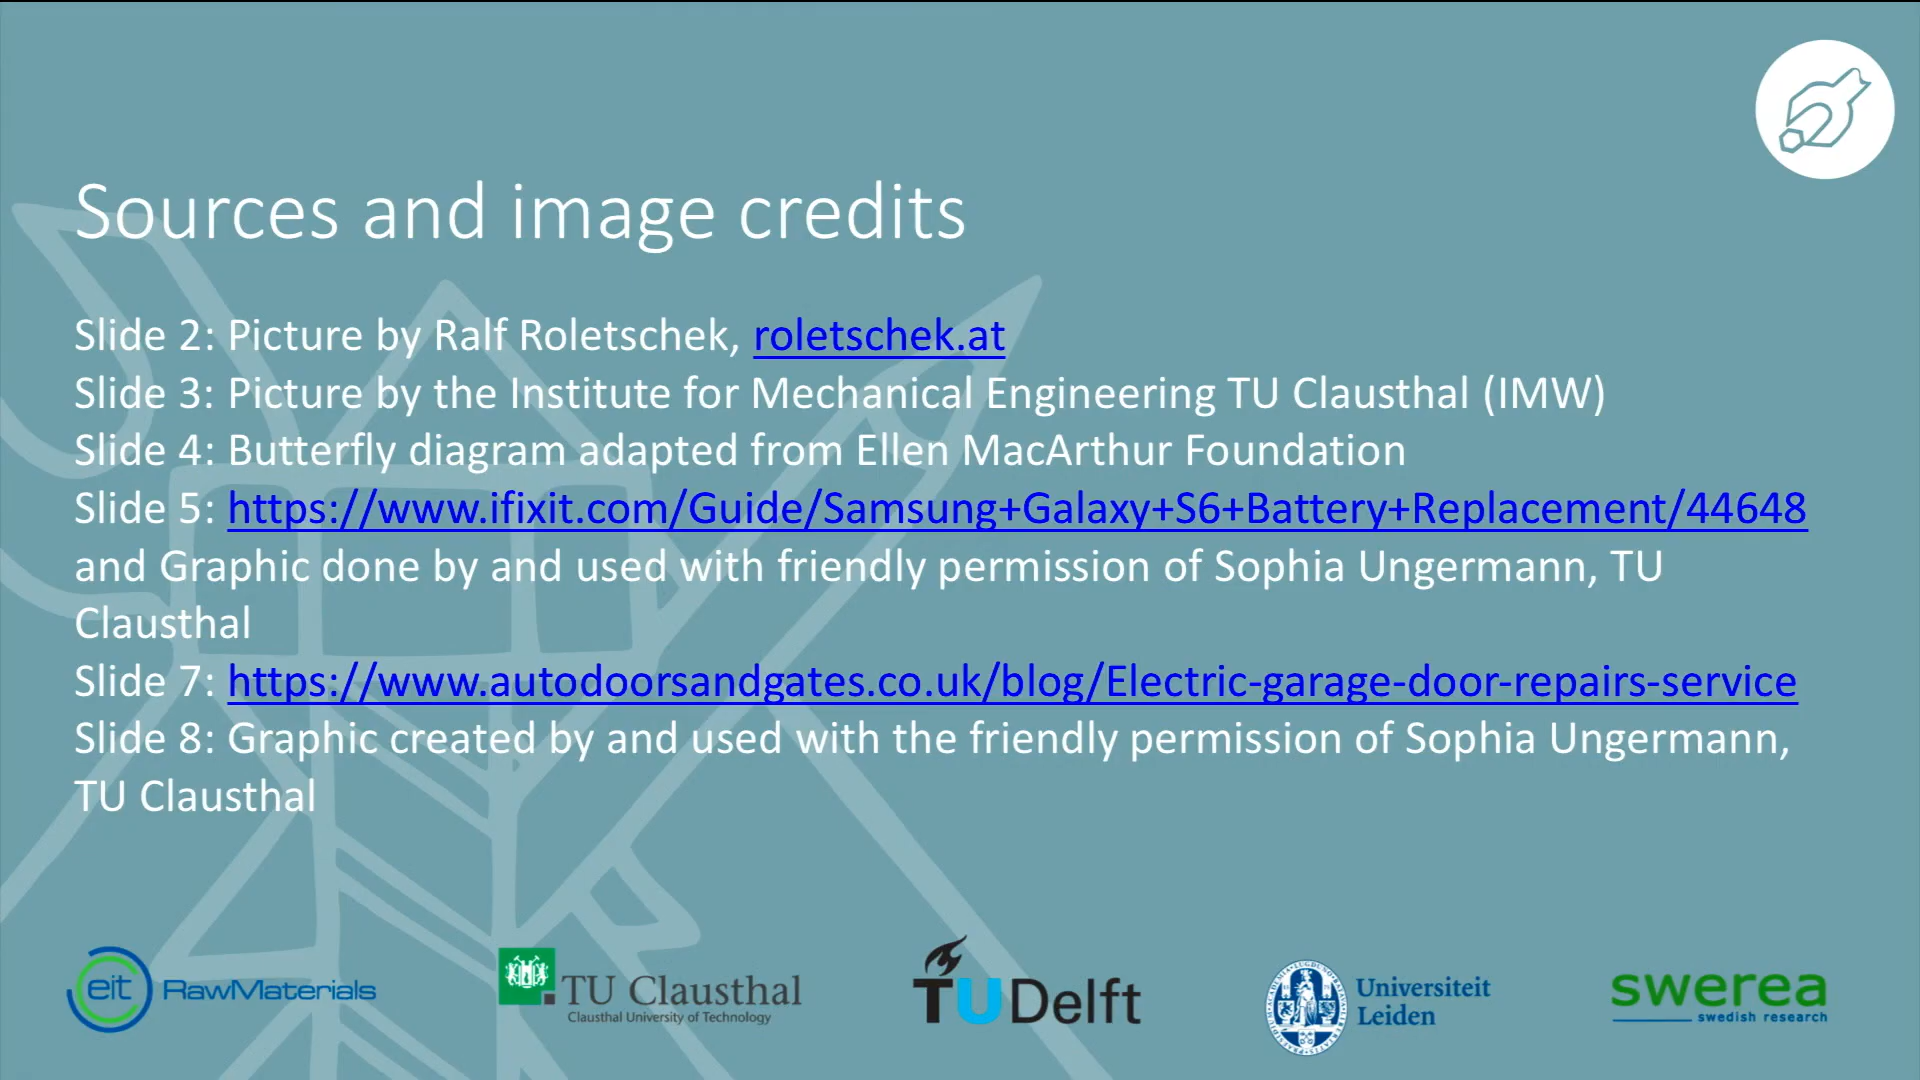 Sources and image credits
Slide 2: Picture by Ralf Roletschek, roletschek.at
Slide 3: Picture by the Institute for Mechanical Engineering TU Clausthal (IMW)
Slide 4: Butterfly diagram adapted from Ellen MacArthur Foundation
Slide 5: https://www.ifixit.com/Guide/Samsung+Galaxy+S6+Battery+Replacement/44648
and Graphic done by and used with friendly permission of Sophia Ungermann, TU
Clausthal
Slide 7: https://www.autodoorsandgates.co.uk/blog/Electric-garage-door-repairs-service
Slide 8: Graphic created by and used with the friendly permission of Sophia Ungermann,
TU Clausthal
eit RawMaterials
TU Clausthal
Clausthal University of Technology
TUDelft
Universiteit
Leiden
swerea
swedish research